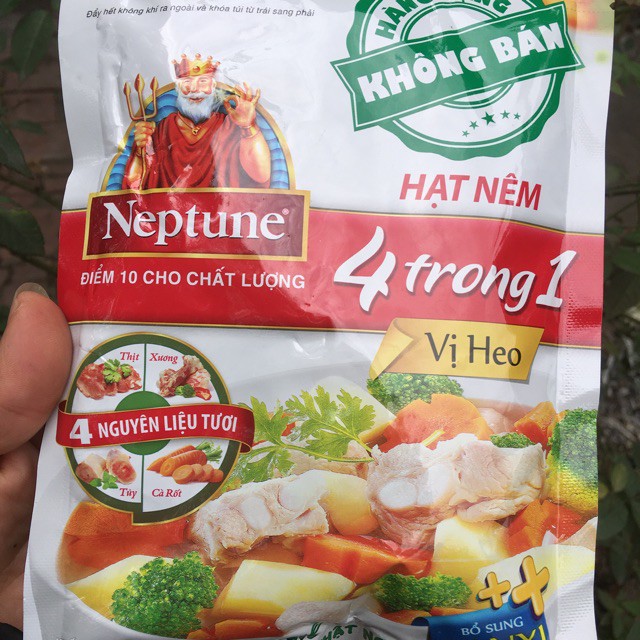 Đẩy hết không khí ra ngoài và khóa túi từ trái sang phải
HÀNG TẶNG
KHÔNG BÁN
Neptune
ĐIỂM 10 CHO CHẤT LƯỢNG
HẠT NÊM
4 trong 1
Vị Heo
Thịt Xương
4 NGUYÊN LIỆU TƯƠI
Tủy Cà Rốt
BỔ SUNG